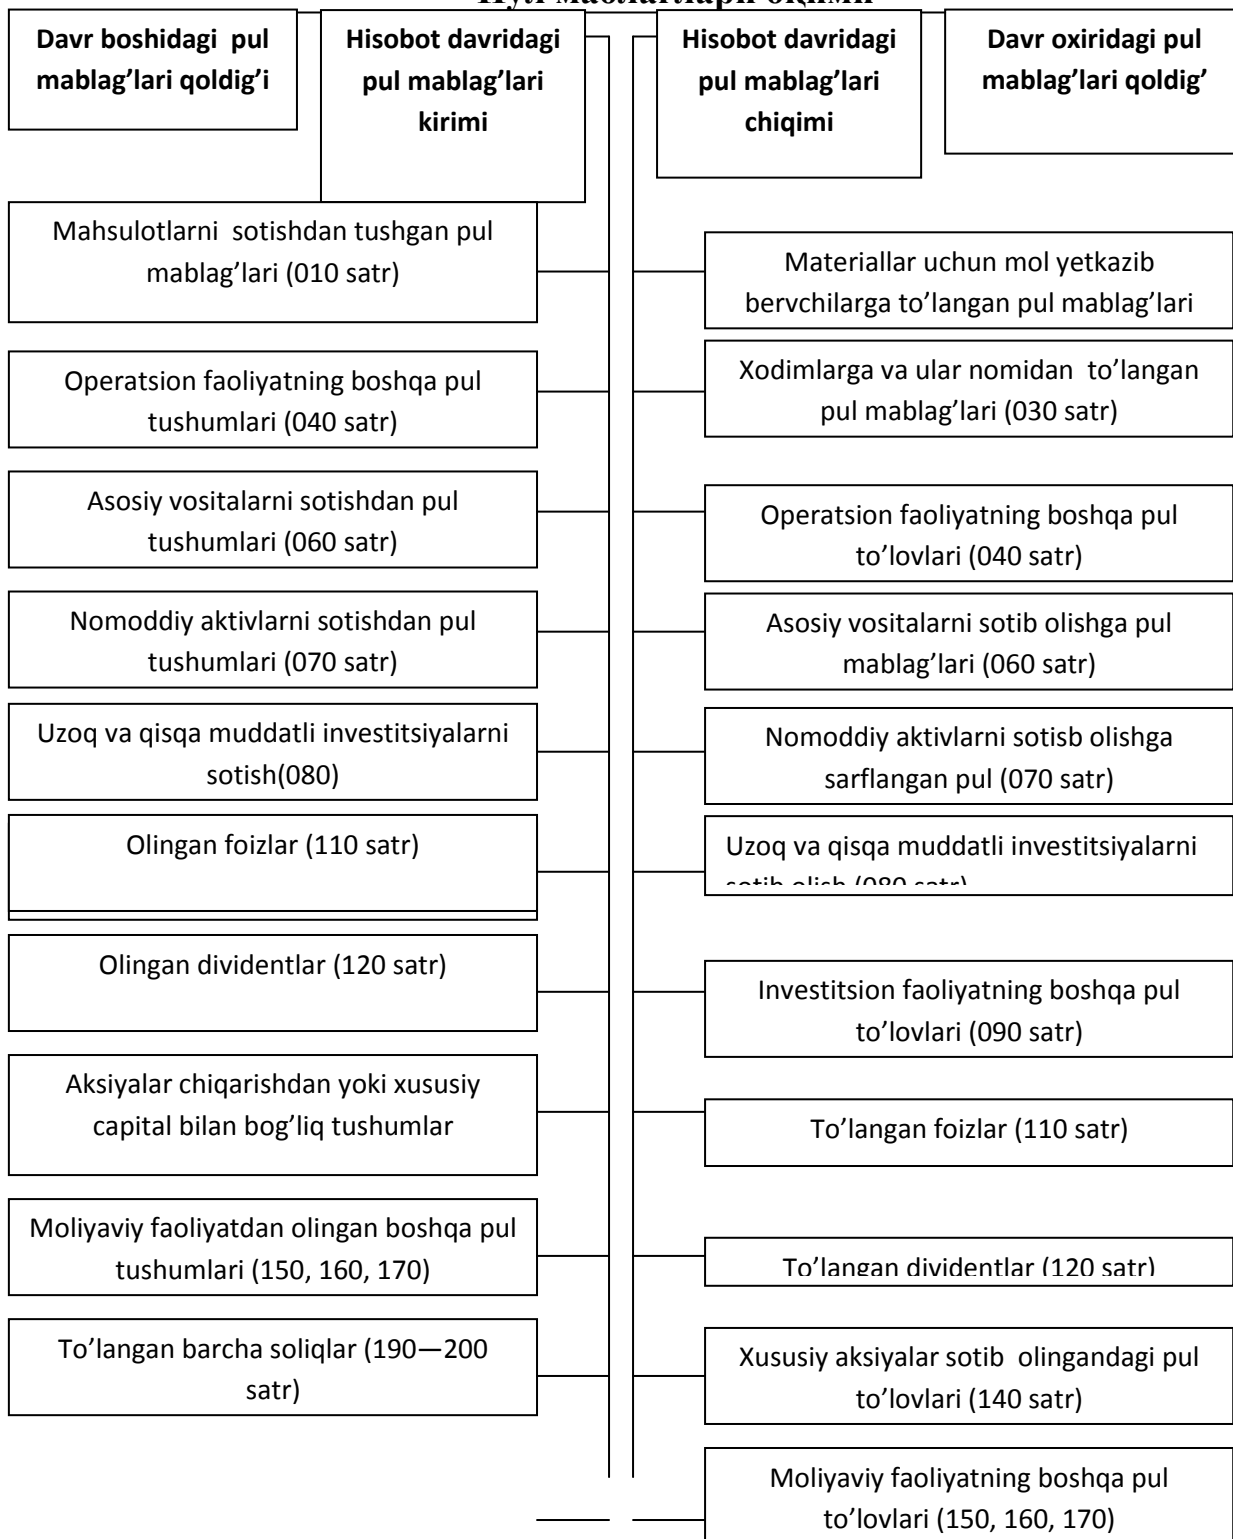 Пул маблағлари оқими
Davr boshidagi pul
mablag’lari qoldig’i
Hisobot davridagi
pul mablag’lari
kirimi
Hisobot davridagi
pul mablag’lari
chiqimi
Davr oxiridagi pul
mablag’lari qoldig’
Mahsulotlarni sotishdan tushgan pul
mablag’lari (010 satr)
Operatsion faoliyatning boshqa pul
tushumlari (040 satr)
Asosiy vositalarni sotishdan pul
tushumlari (060 satr)
Nomoddiy aktivlarni sotishdan pul
tushumlari (070 satr)
Uzoq va qisqa muddatli investitsiyalarni
sotish(080)
Olingan foizlar (110 satr)
Olingan dividentlar (120 satr)
Aksiyalar chiqarishdan yoki xususiy
capital bilan bog’liq tushumlar
Moliyaviy faoliyatdan olingan boshqa pul
tushumlari (150, 160, 170)
To’langan barcha soliqlar (190—200
satr)
Materiallar uchun mol yetkazib
bervchilarga to’langan pul mablag’lari
Xodimlarga va ular nomidan to’langan
pul mablag’lari (030 satr)
Operatsion faoliyatning boshqa pul
to’lovlari (040 satr)
Asosiy vositalarni sotib olishga pul
mablag’lari (060 satr)
Nomoddiy aktivlarni sotisb olishga
sarflangan pul (070 satr)
Uzoq va qisqa muddatli investitsiyalarni
sotib olish (080 satr)
Investitsion faoliyatning boshqa pul
to’lovlari (090 satr)
To’langan foizlar (110 satr)
To’langan dividentlar (120 satr)
Xususiy aksiyalar sotib olingandagi pul
to’lovlari (140 satr)
Moliyaviy faoliyatning boshqa pul
to’lovlari (150, 160, 170)